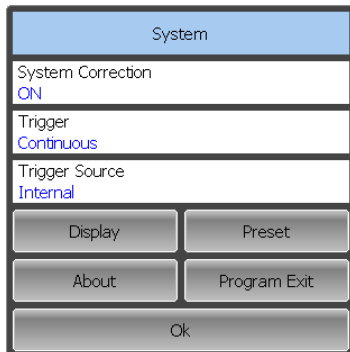 System
System Correction
ON
Trigger
Continuous
Trigger Source
Internal
Display
Preset
About
Program Exit
Ok